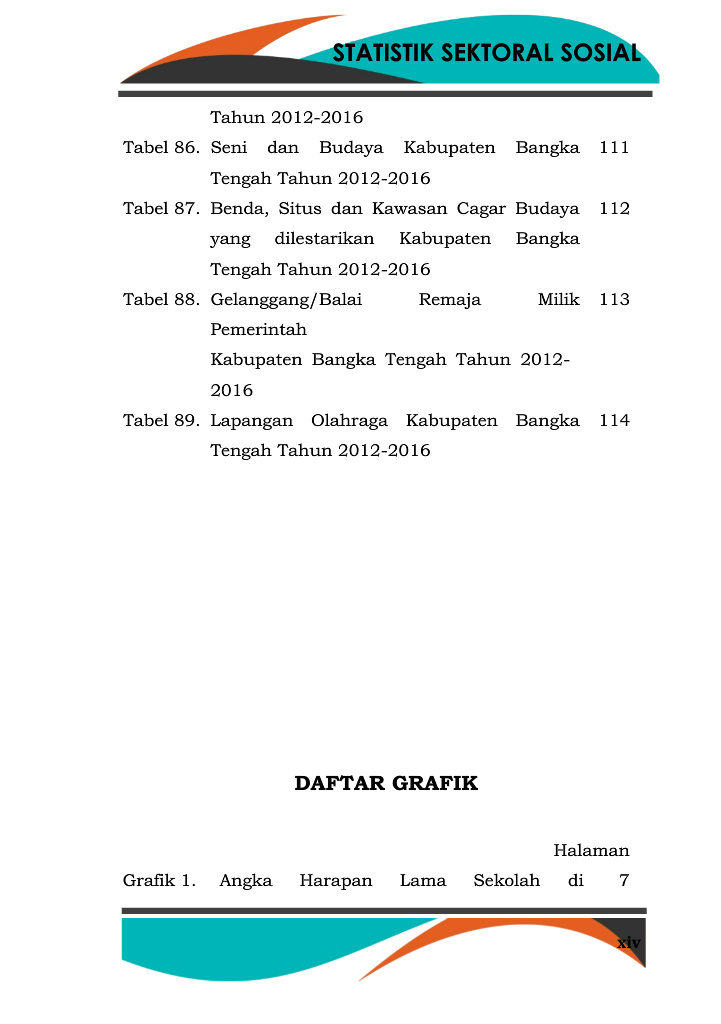 STATISTIK SEKTORAL SOSIAL
Tahun 2012-2016
Tabel 86. Seni dan Budaya Kabupaten Bangka 111
Tengah Tahun 2012-2016
Tabel 87. Benda, Situs dan Kawasan Cagar Budaya 112
yang dilestarikan Kabupaten Bangka
Tengah Tahun 2012-2016
Tabel 88. Gelanggang/Balai Remaja Milik 113
Pemerintah
Kabupaten Bangka Tengah Tahun 2012-
2016
Tabel 89. Lapangan Olahraga Kabupaten Bangka 114
Tengah Tahun 2012-2016
DAFTAR GRAFIK
Halaman
Grafik 1. Angka Harapan Lama Sekolah di 7
xiv